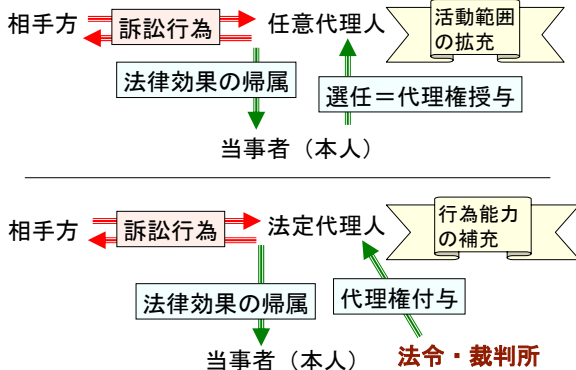 相手方
訴訟行為
任意代理人
活動範囲
の拡充
法律効果の帰属
選任＝代理権授与
当事者（本人）
相手方
訴訟行為
法定代理人
行為能力
の補充
法律効果の帰属
代理権付与
当事者（本人）
法令・裁判所